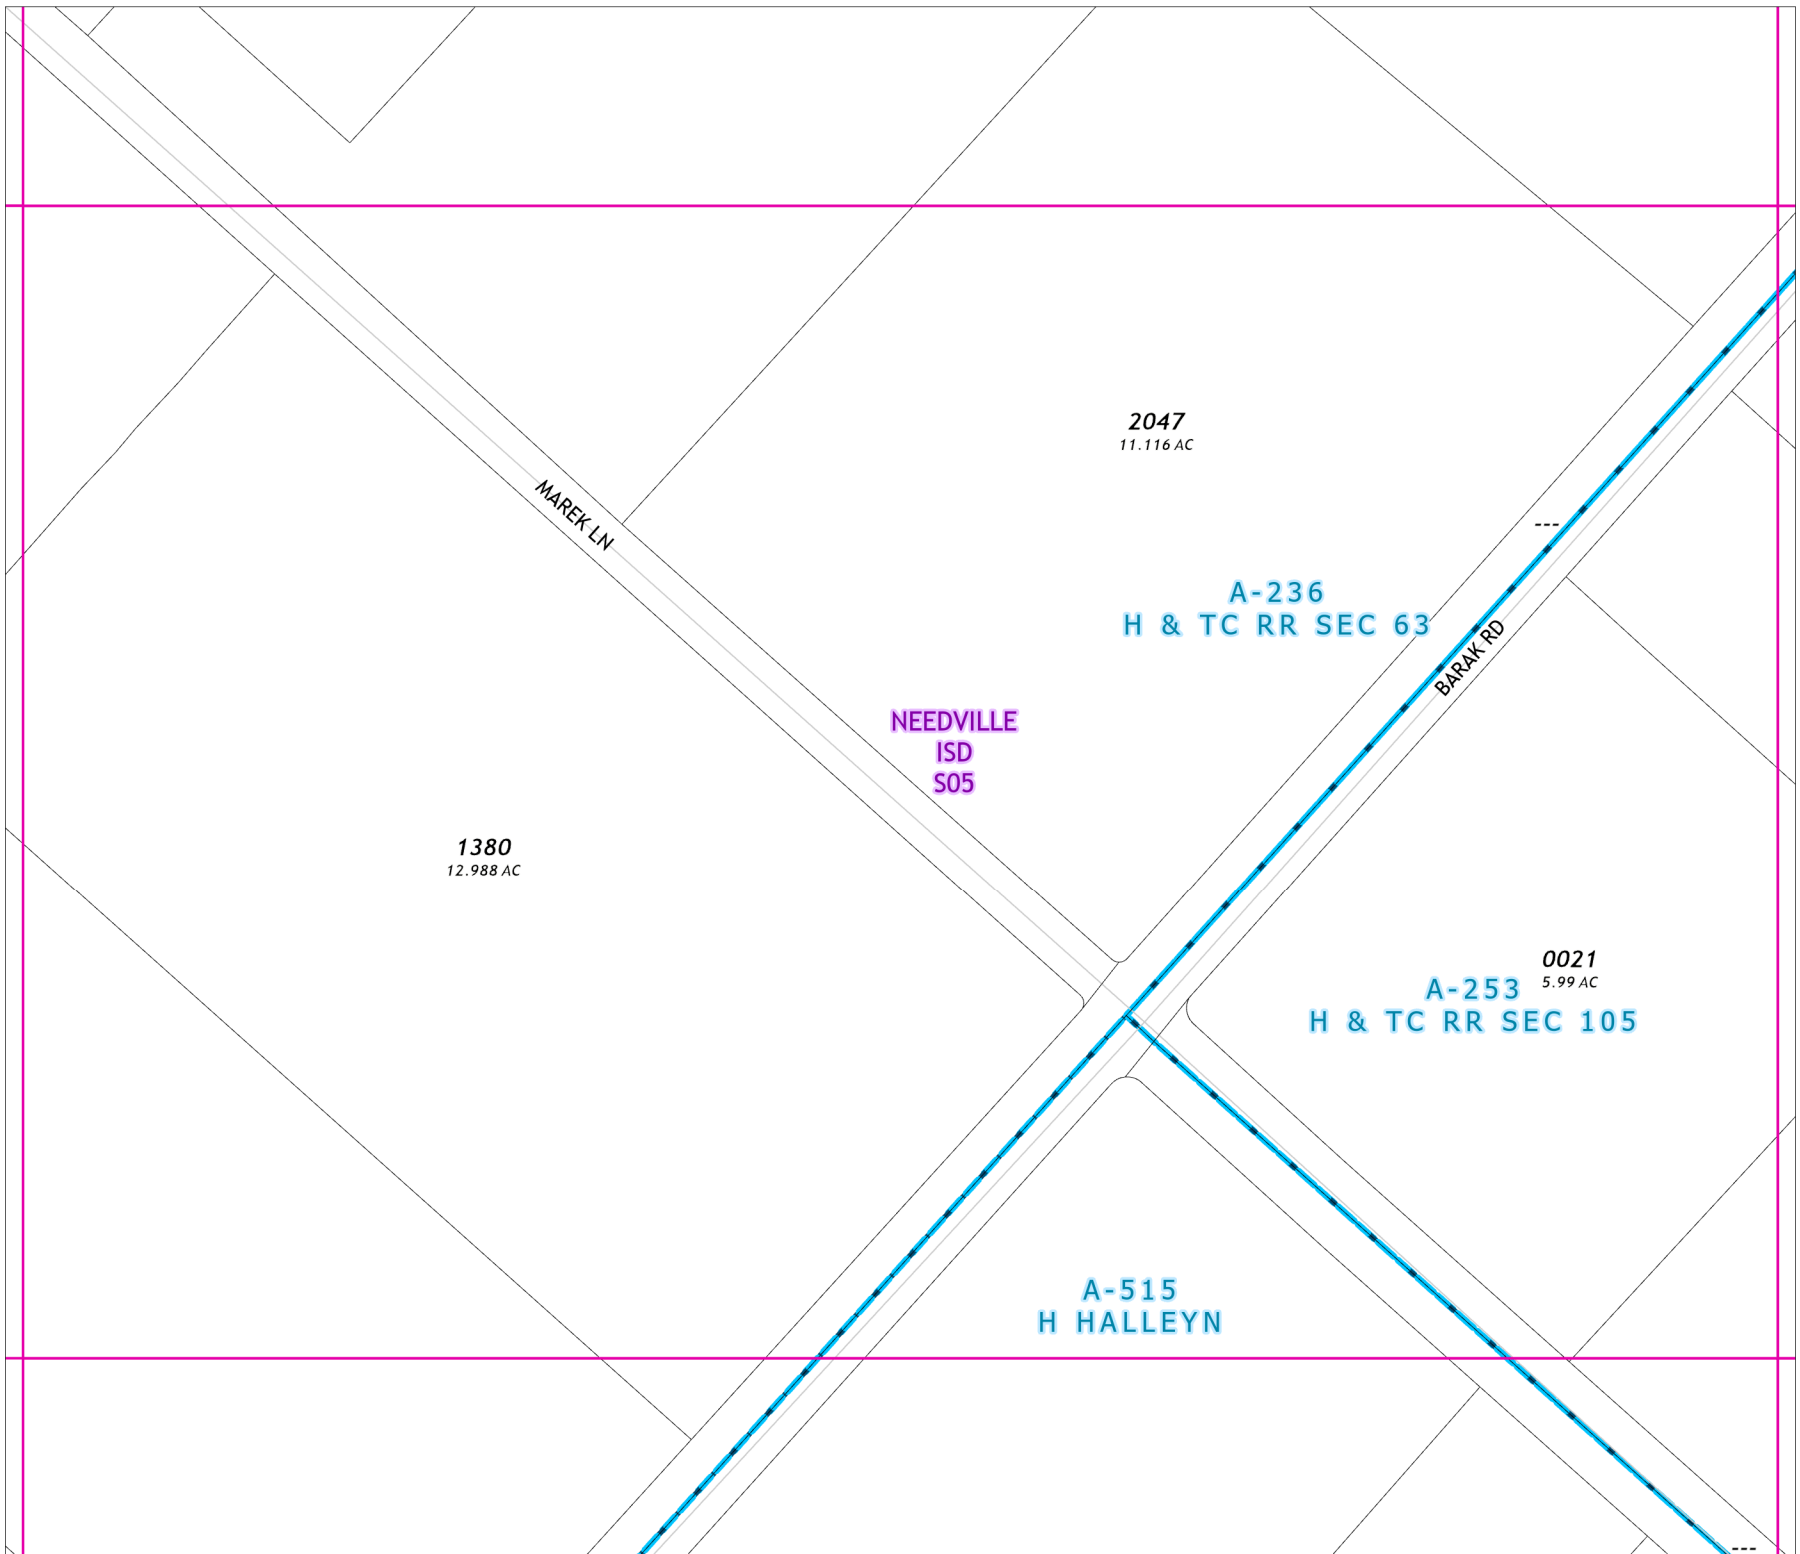 2047
11.116 AC
---
A-236
H & TC RR SEC 63
MAREK LN
BARAK RD
NEEDVILLE
ISD
S05
1380
12.988 AC
0021
5.99 AC
A-253
H & TC RR SEC 105
A-515
H HALLEYN
---